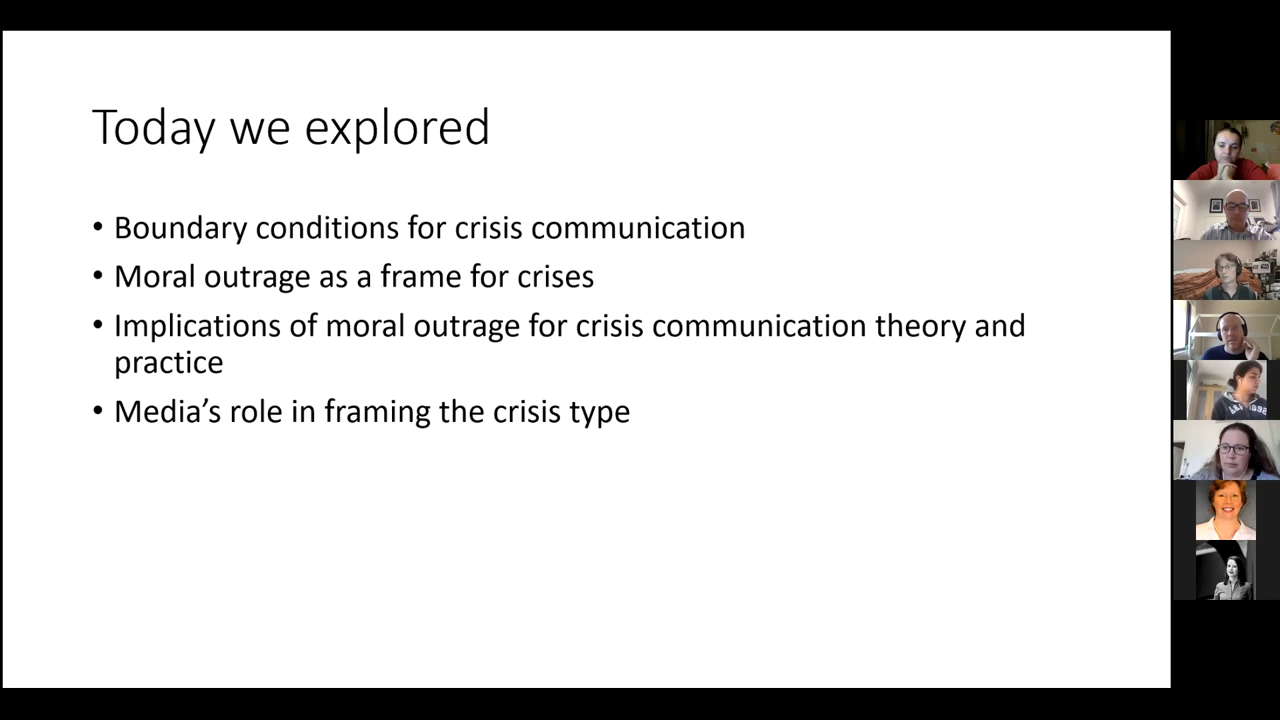 Today we explored
• Boundary conditions for crisis communication
• Moral outrage as a frame for crises
• Implications of moral outrage for crisis communication theory and
practice
• Media’s role in framing the crisis type